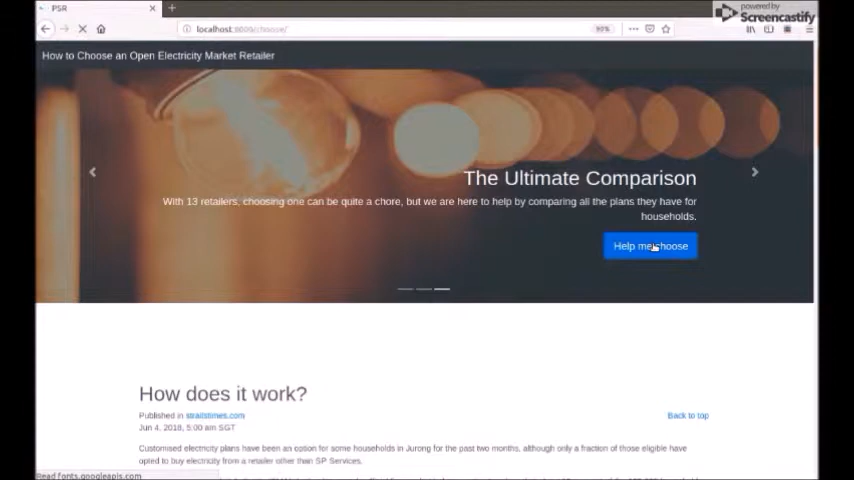 powered by
Screencastify
PSR
localhost:8000/choose/
90%
How to Choose an Open Electricity Market Retailer
The Ultimate Comparison
With 13 retailers, choosing one can be quite a chore, but we are here to help by comparing all the plans they have for
households.
Help me choose
How does it work?
Published in straitstimes.com
Back to top
Jun 4, 2018, 5:00 am SGT
Customised electricity plans have been an option for some households in Jurong for the past two months, although only a fraction of those eligible have
opted to buy electricity from a retailer other than SP Services.
Read fonts.googleapis.com